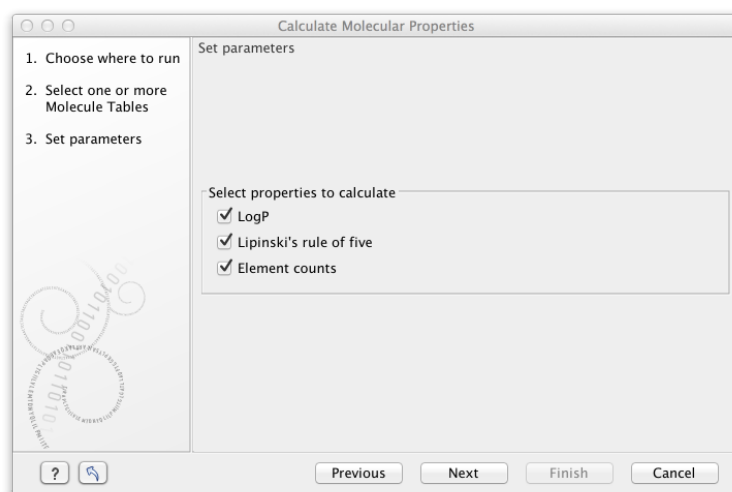 Calculate Molecular Properties
1. Choose where to run
2. Select one or more
Molecule Tables
3. Set parameters
Set parameters
Select properties to calculate
LogP
Lipinski's rule of five
Element counts
?
Previous
Next
Finish
Cancel